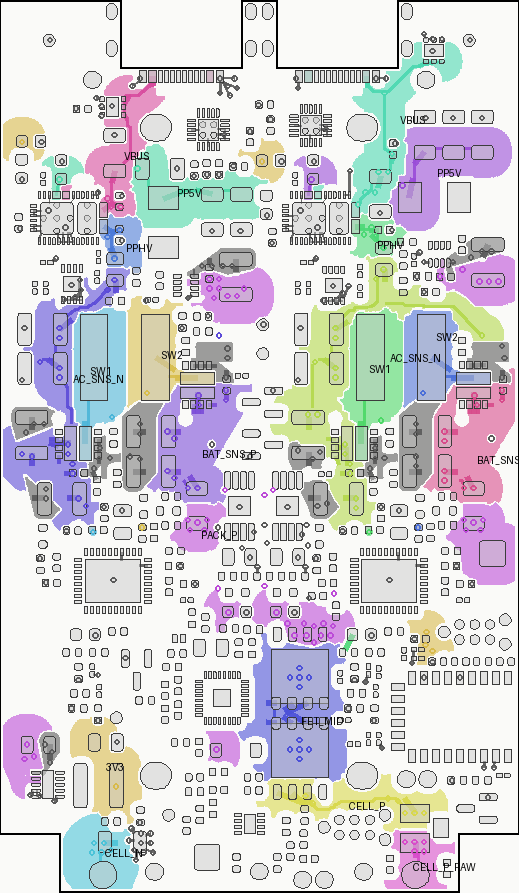 VBUS
VBUS
PP5V
PP5V
PPHV
PPHV
SW2
SW2
AC_SNS_N
SW1
SW1
AC_SNS_N
BAT_SNS_P
BAT_SNS
PACK_P
FET_MID
3V3
CELL_P
CELL_N
CELL_P_RAW